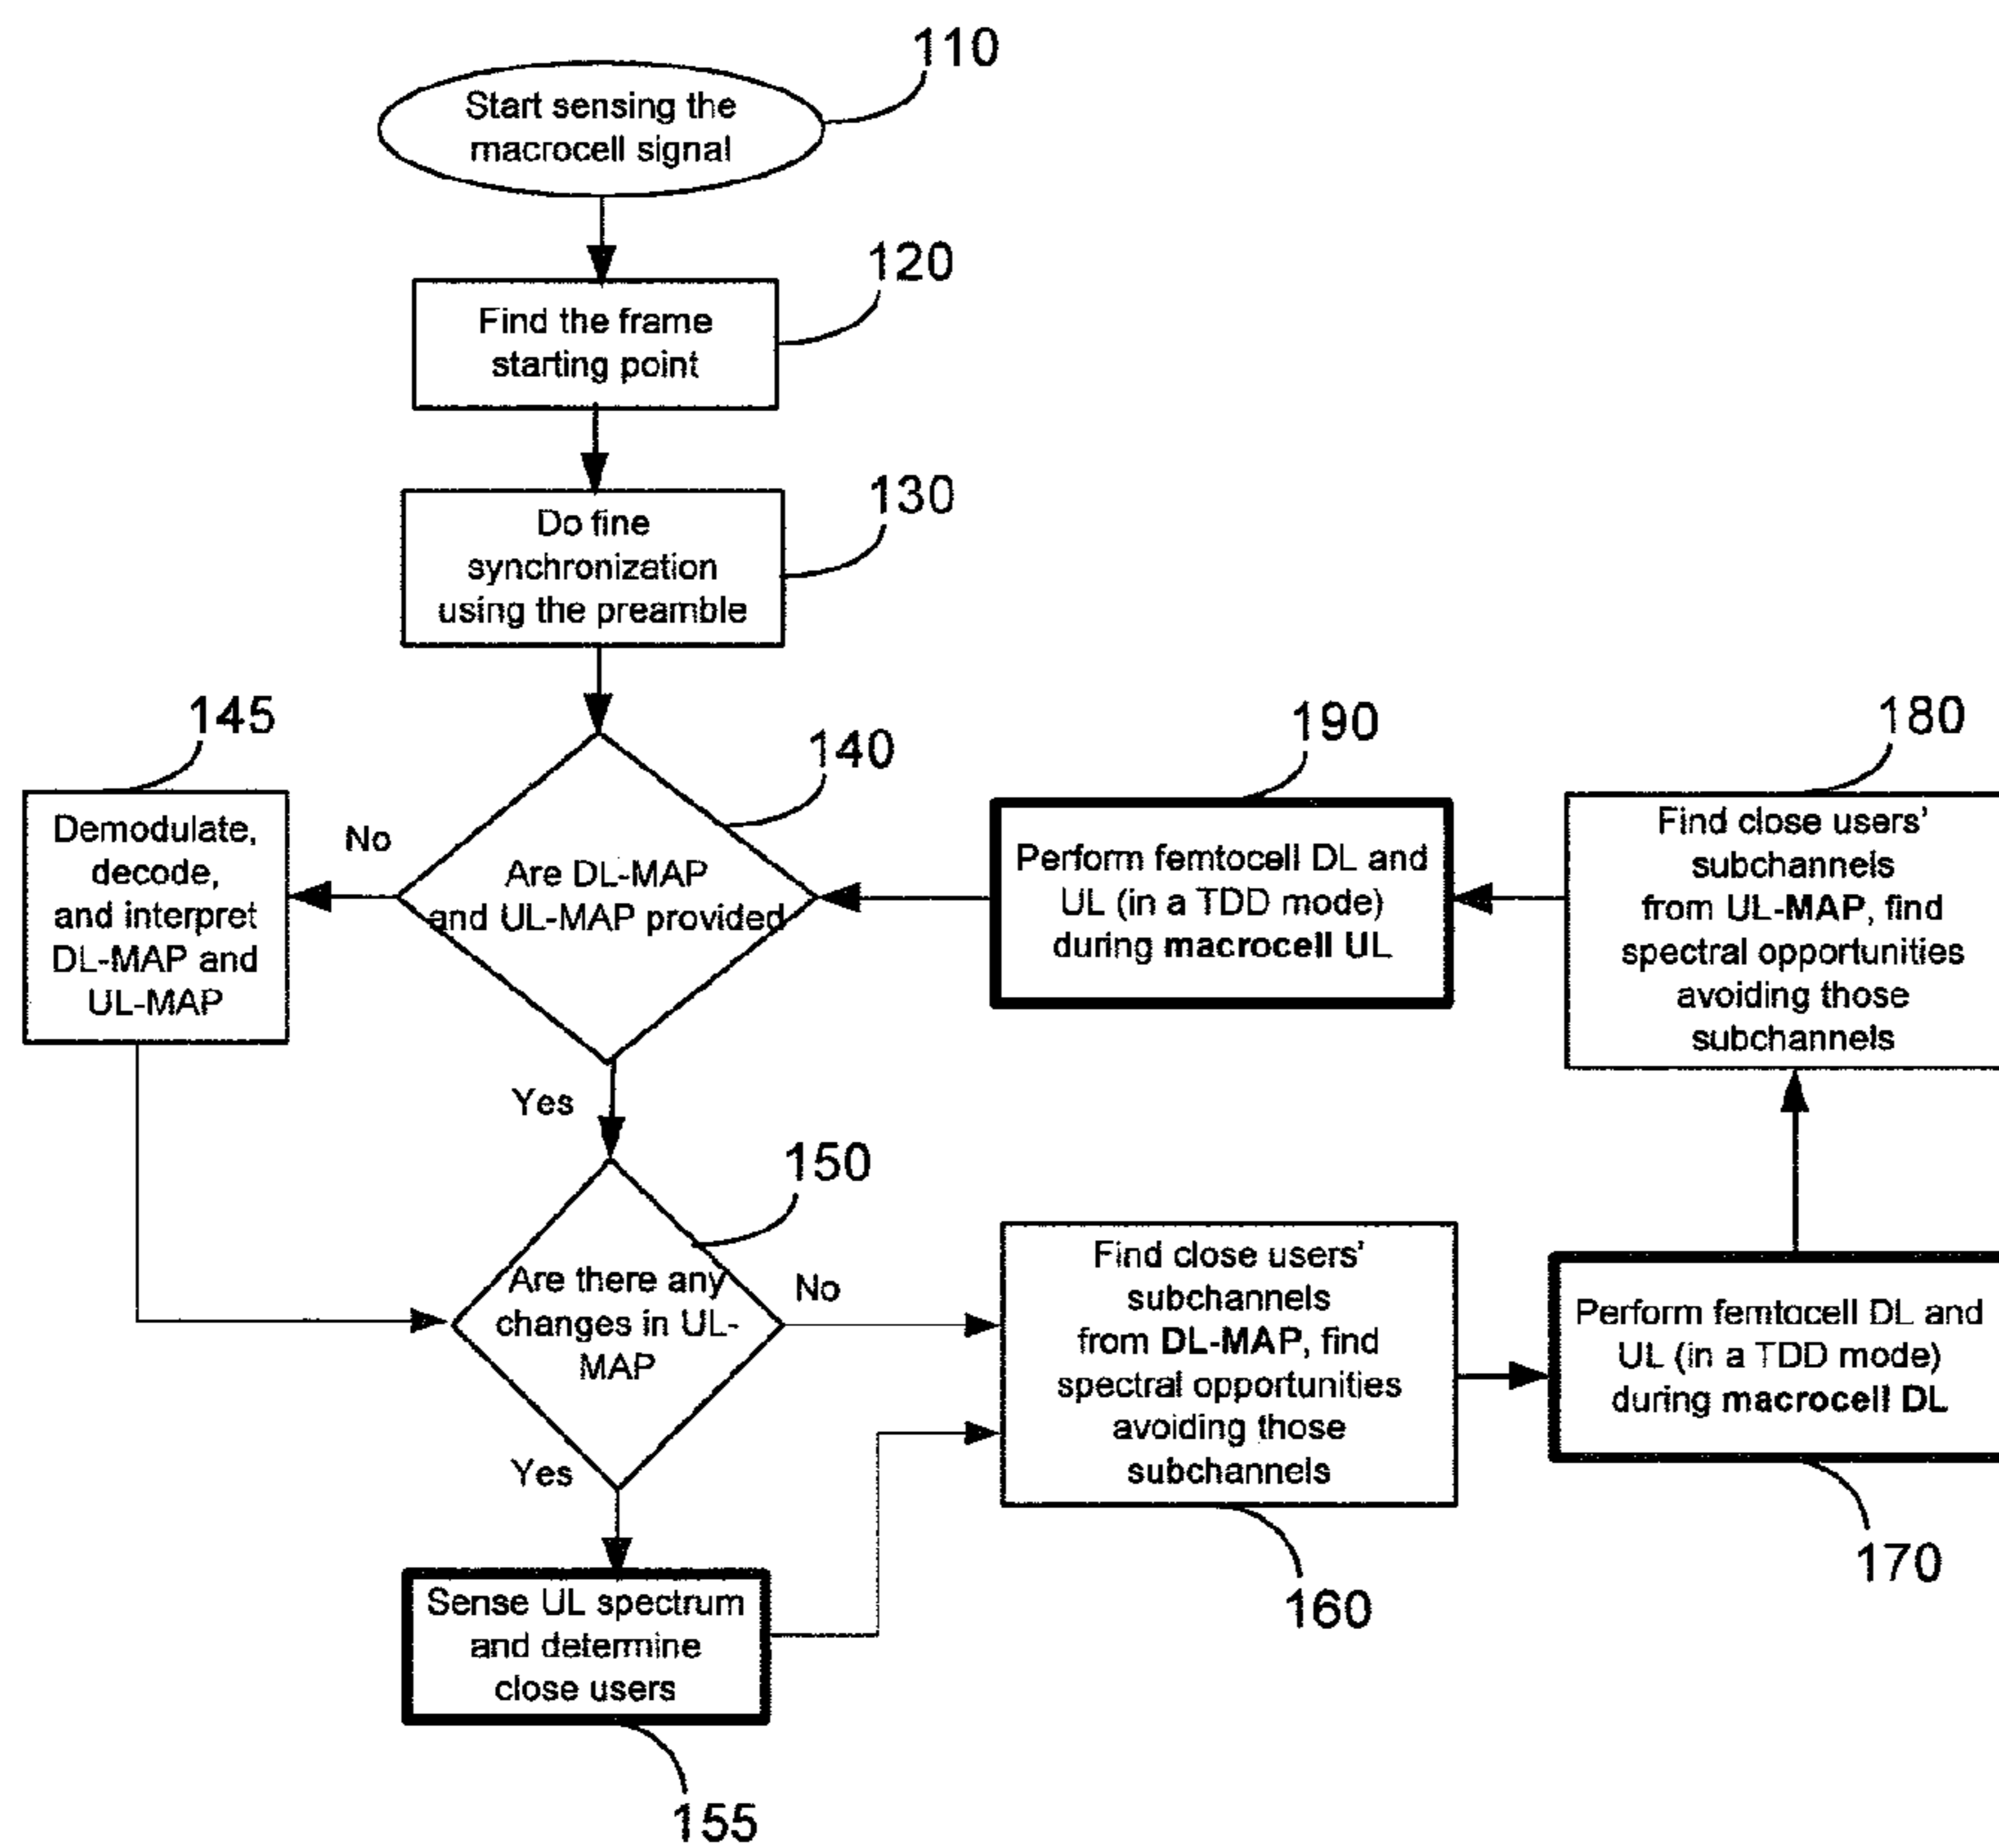 110
Start sensing the
macrocell signal
120
Find the frame
starting point
130
Do fine
synchronization
using the preamble
145
Demodulate,
decode,
and interpret
DL-MAP and
UL-MAP
No
140
Are DL-MAP
and UL-MAP provided
Yes
190
Perform femtocell DL and
UL (in a TDD mode)
during macrocell UL
180
Find close users'
subchannels
from UL-MAP, find
spectral opportunities
avoiding those
subchannels
150
Are there any
changes in UL-
MAP
No
Yes
Find close users'
subchannels
from DL-MAP, find
spectral opportunities
avoiding those
subchannels
160
Perform femtocell DL and
UL (in a TDD mode)
during macrocell DL
170
Sense UL spectrum
and determine
close users
155